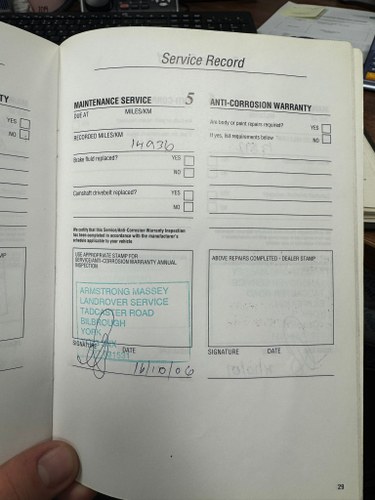 Service Record
MAINTENANCE SERVICE 5
DUE AT MILES/KM
RECORDED MILES/KM
14936
Brake fluid replaced? YES
NO
Camshaft drivebelt replaced? YES
NO
We certify that the Service/Anti-Corrosion Warranty Inspection
has been completed in accordance with the manufacturer's
schedule applicable to your vehicle
USE APPROPRIATE STAMP FOR
SERVICE/ANTI-CORROSION WARRANTY ANNUAL
INSPECTION
ARMSTRONG MASSEY
LANDROVER SERVICE
TADCASTER ROAD
BILBROUGH
YORK
SIGNATURE DATE
16/10/06
ANTI-CORROSION WARRANTY
Are body or paint repairs required? YES
If yes, list requirements below NO
ABOVE REPAIRS COMPLETED - DEALER STAMP
SIGNATURE DATE
TY
YES
NO
29